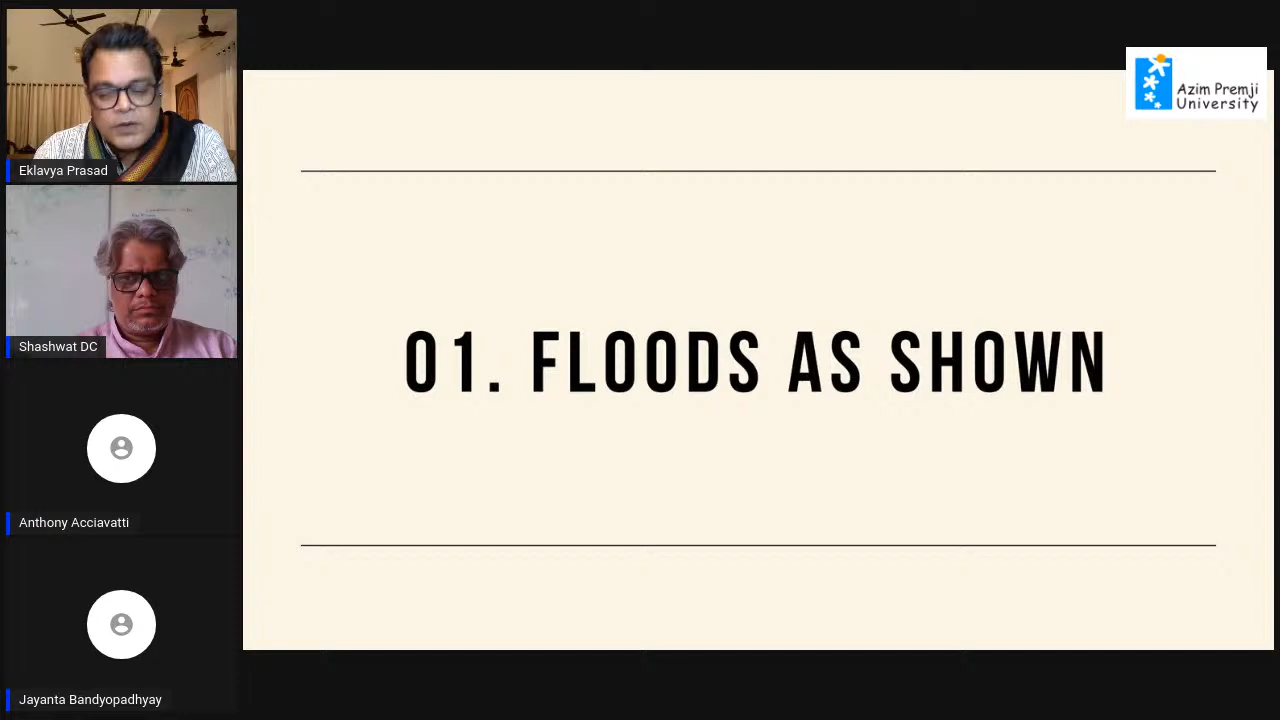 Eklavya Prasad
Shashwat DC
Anthony Acciavatti
Jayanta Bandyopadhyay
Azim Premji
University
01. FLOODS AS SHOWN